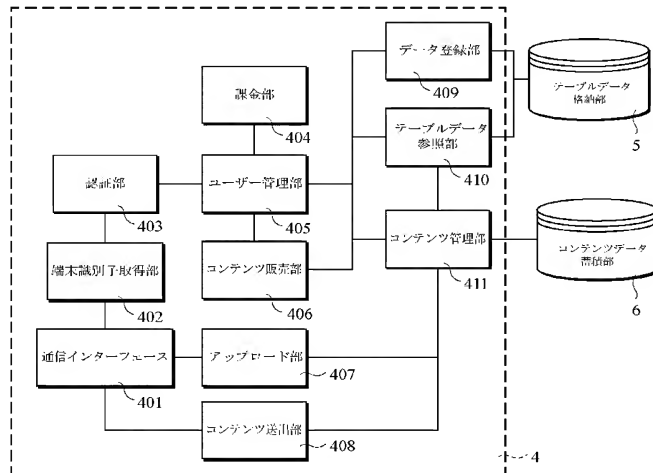 データ登録部
409
テーブルデータ
格納部
5
課金部
404
テーブルデータ
参照部
410
認証部
403
ユーザー管理部
405
コンテンツ管理部
411
コンテンツデータ
蓄積部
6
端末識別子取得部
402
コンテンツ販売部
406
通信インターフェース
401
アップロード部
407
コンテンツ送出部
408
4